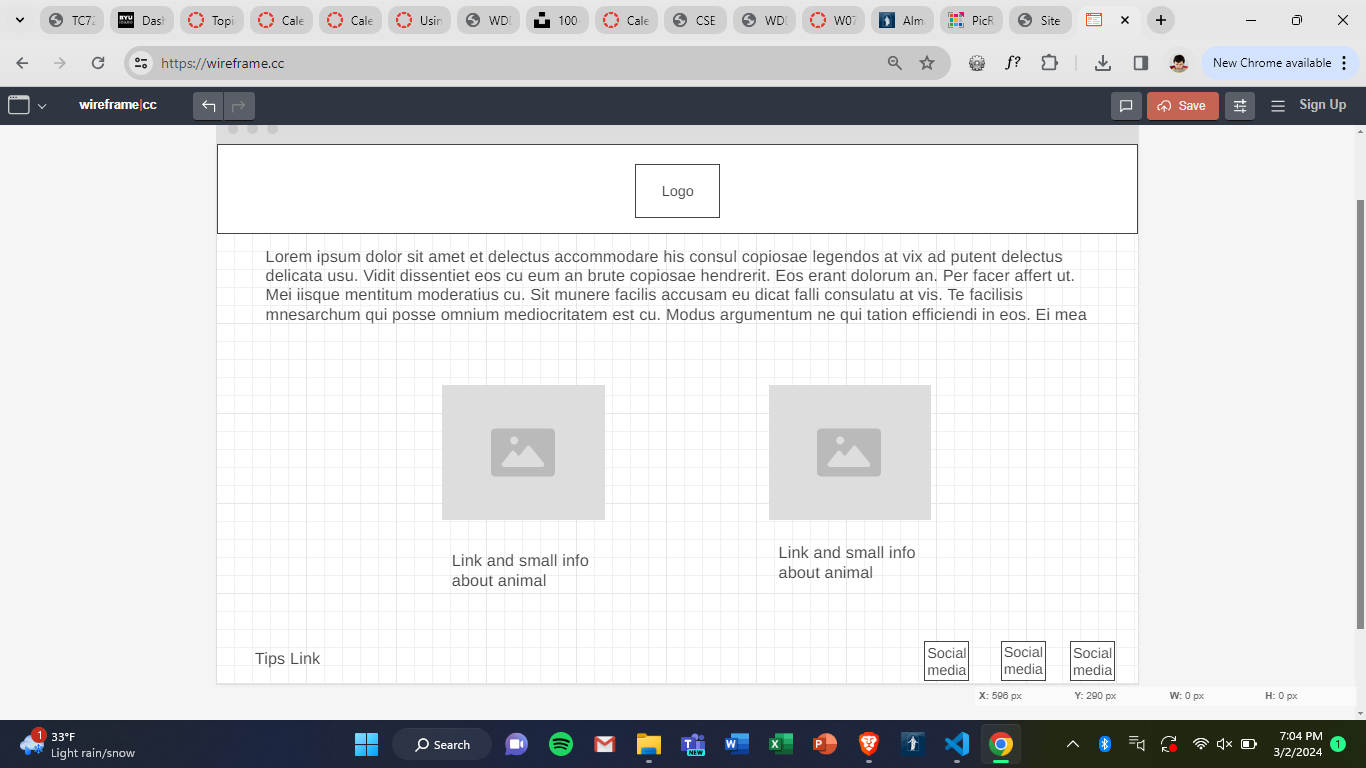 TC72
BYU Dash
Topi
Cale
Cale
Usin
WDD
100
Cale
CSE
WDD
W07
Alm
PicR
Site
https://wireframe.cc
f?
New Chrome available
wireframe|cc
Save
Sign Up
Logo
Lorem ipsum dolor sit amet et delectus accommodare his consul copiosae legendos at vix ad putent delectus
delicata usu. Vidit dissentiet eos cu eum an brute copiosae hendrerit. Eos erant dolorum an. Per facer affert ut.
Mei iisque mentitum moderatius cu. Sit munere facilis accusam eu dicat falli consulatu at vis. Te facilisis
mnesarchum qui posse omnium mediocritatem est cu. Modus argumentum ne qui tation efficiendi in eos. Ei mea
Link and small info
about animal
Link and small info
about animal
Tips Link
Social
media
Social
media
Social
media
X: 596 px Y: 290 px W: 0 px H: 0 px
1
33°F
Light rain/snow
Search
NEW
7:04 PM
3/2/2024
1